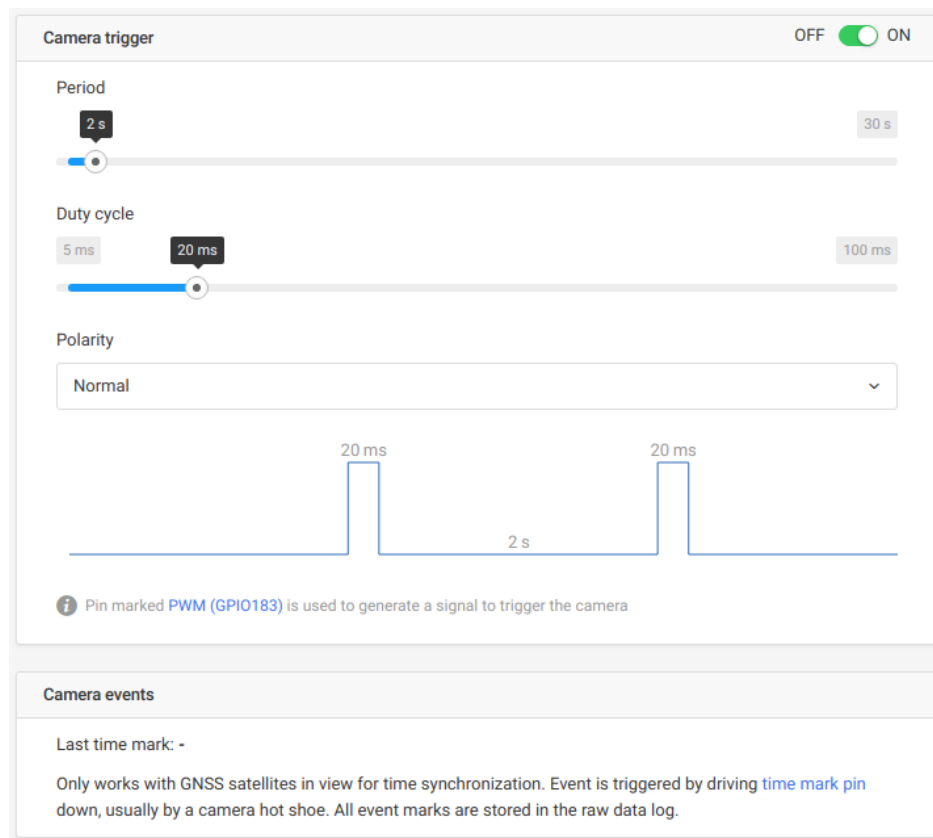 Camera trigger OFF ON
Period
2 s 30 s
Duty cycle
5 ms 20 ms 100 ms
Polarity
Normal
20 ms 20 ms
2 s
Pin marked PWM (GPIO183) is used to generate a signal to trigger the camera
Camera events
Last time mark: -
Only works with GNSS satellites in view for time synchronization. Event is triggered by driving time mark pin
down, usually by a camera hot shoe. All event marks are stored in the raw data log.